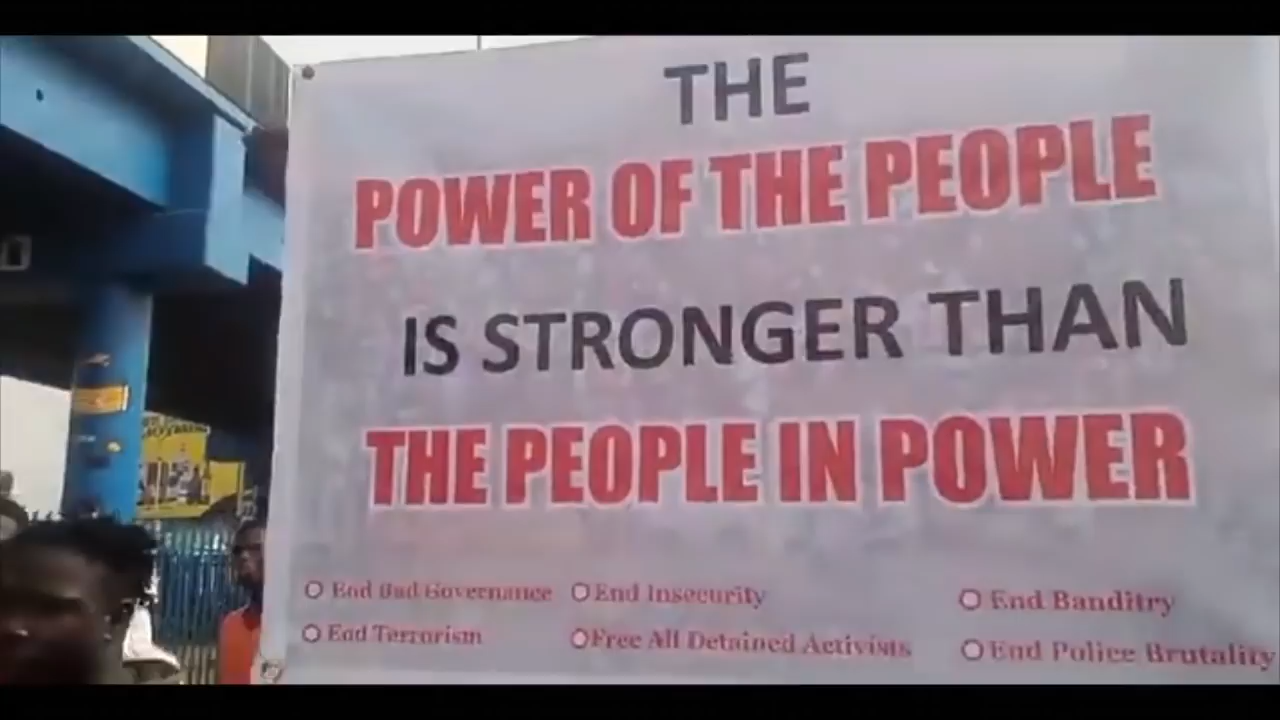 THE
POWER OF THE PEOPLE
IS STRONGER THAN
THE PEOPLE IN POWER
O End Bad Governance O End Insecurity O End Banditry
O End Terrorism O Free All Detained Activists O End Police Brutality